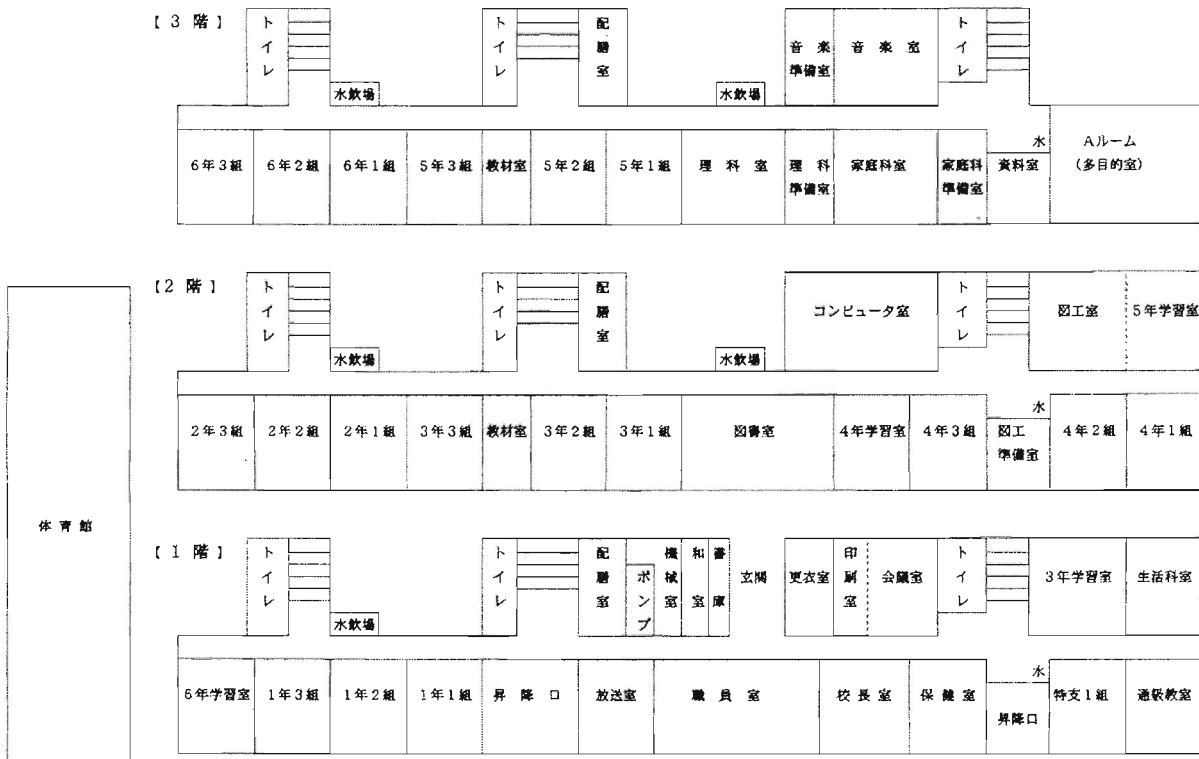 【3階】
トイレ
トイレ
配膳室
音楽
準備室
音楽室
トイレ
水飲場
水飲場
6年3組
6年2組
6年1組
5年3組
教材室
5年2組
5年1組
理科室
理科
準備室
家庭科室
家庭科
準備室
水
資料室
Aルーム
(多目的室)
【2階】
トイレ
トイレ
配膳室
コンピュータ室
トイレ
図工室
5年学習室
水飲場
水飲場
2年3組
2年2組
2年1組
3年3組
教材室
3年2組
3年1組
図書室
4年学習室
4年3組
水
図工
準備室
4年2組
4年1組
体育館
【1階】
トイレ
トイレ
配膳室
ポンプ
機械室
和室
書庫
玄関
更衣室
印刷室
会議室
トイレ
3年学習室
生活科室
水飲場
6年学習室
1年3組
1年2組
1年1組
昇降口
放送室
職員室
校長室
保健室
水
昇降口
特支1組
通級教室